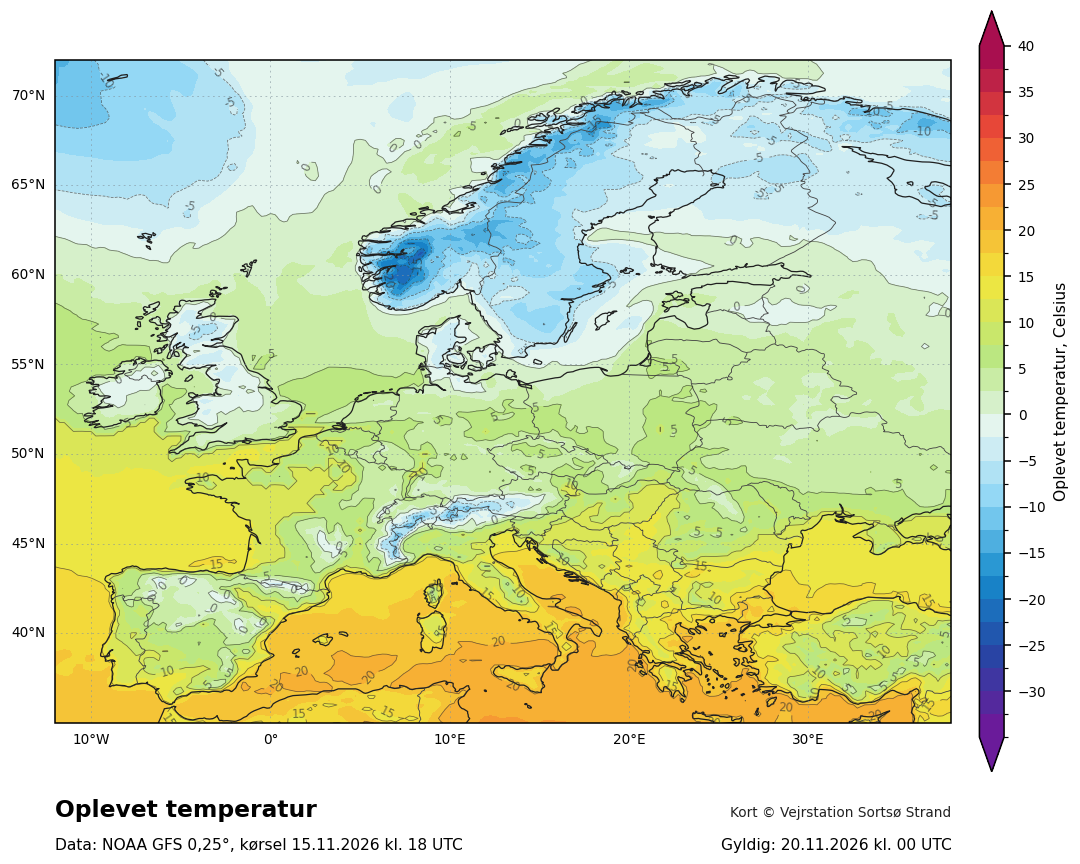 70°N
65°N
60°N
55°N
50°N
45°N
40°N
10°W
0°
10°E
20°E
30°E
40
35
30
25
20
15
10
5
0
−5
−10
−15
−20
−25
−30
Oplevet temperatur, Celsius
Oplevet temperatur
Kort © Vejrstation Sortsø Strand
Data: NOAA GFS 0,25°, kørsel 15.11.2026 kl. 18 UTC
Gyldig: 20.11.2026 kl. 00 UTC